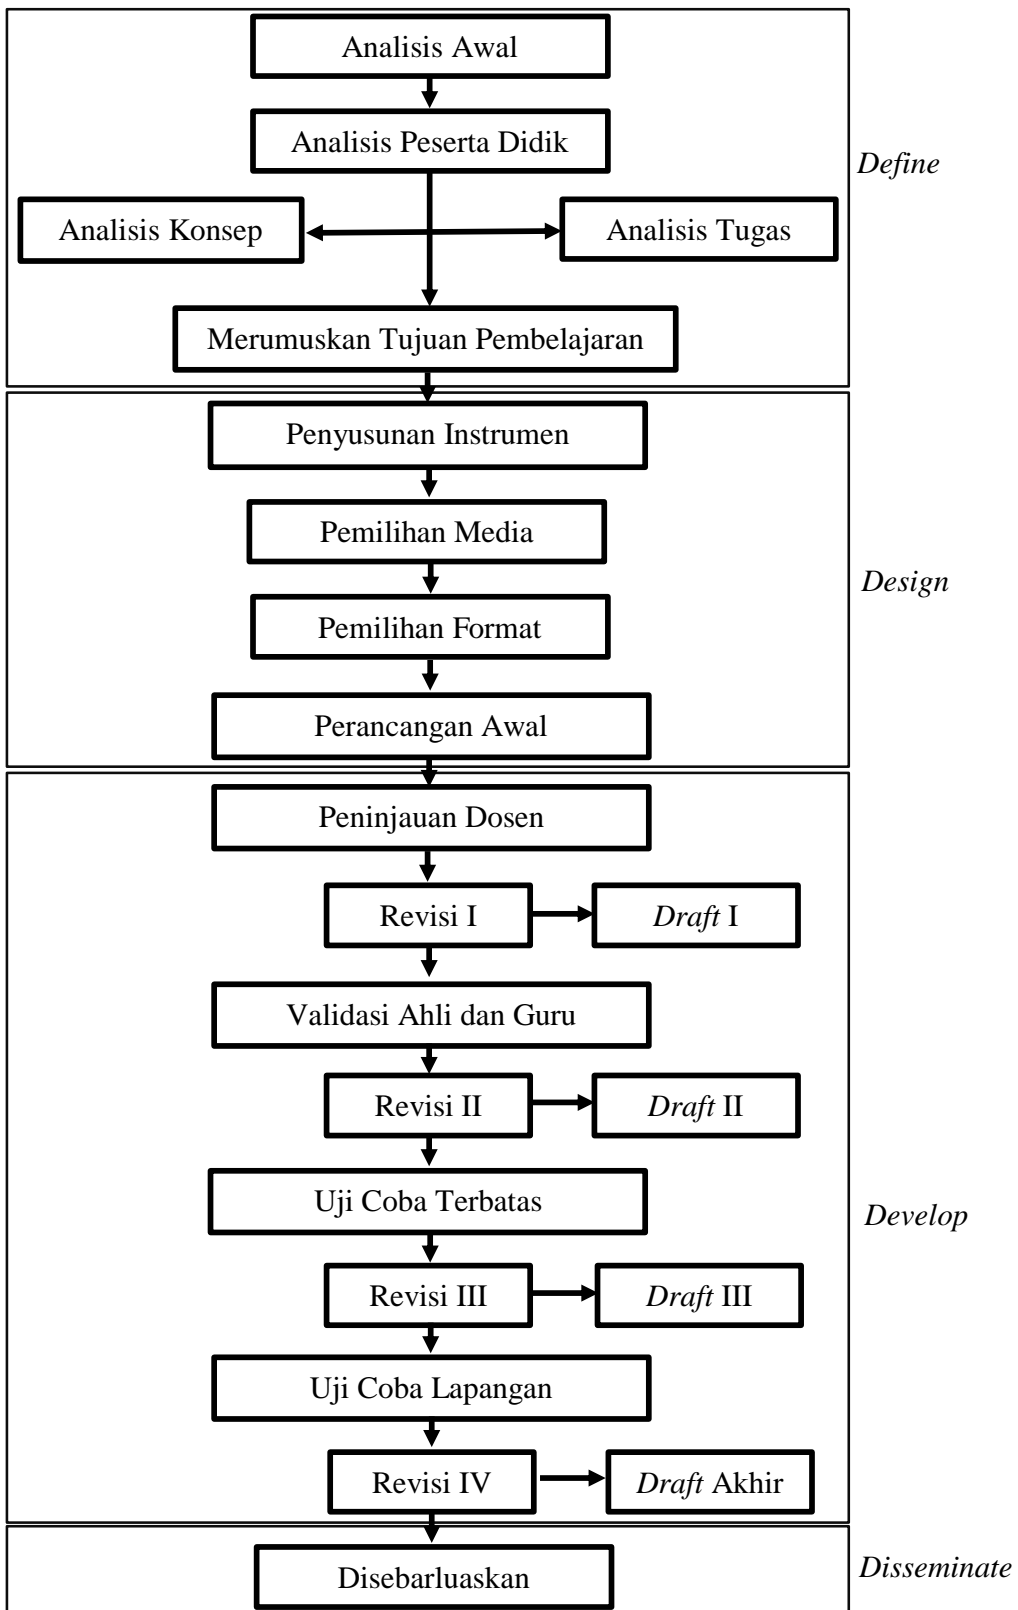 Analisis Awal
Analisis Peserta Didik
Define
Analisis Konsep
Analisis Tugas
Merumuskan Tujuan Pembelajaran
Penyusunan Instrumen
Pemilihan Media
Design
Pemilihan Format
Perancangan Awal
Peninjauan Dosen
Revisi I
Draft I
Validasi Ahli dan Guru
Revisi II
Draft II
Uji Coba Terbatas
Develop
Revisi III
Draft III
Uji Coba Lapangan
Revisi IV
Draft Akhir
Disebarluaskan
Disseminate